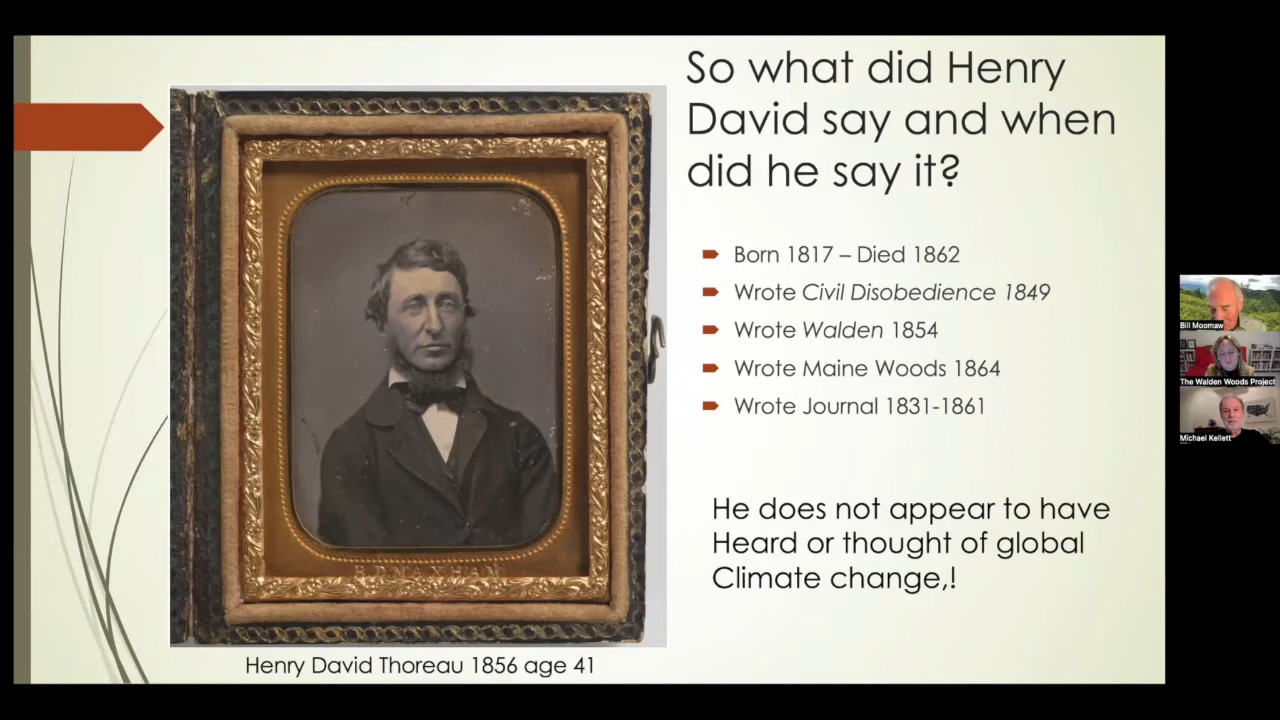 So what did Henry
David say and when
did he say it?
Born 1817 – Died 1862
Wrote Civil Disobedience 1849
Wrote Walden 1854
Wrote Maine Woods 1864
Wrote Journal 1831-1861
He does not appear to have
Heard or thought of global
Climate change,!
B.D.MAXHAM
Henry David Thoreau 1856 age 41
Bill Moomaw
The Walden Woods Project
Michael Kellett